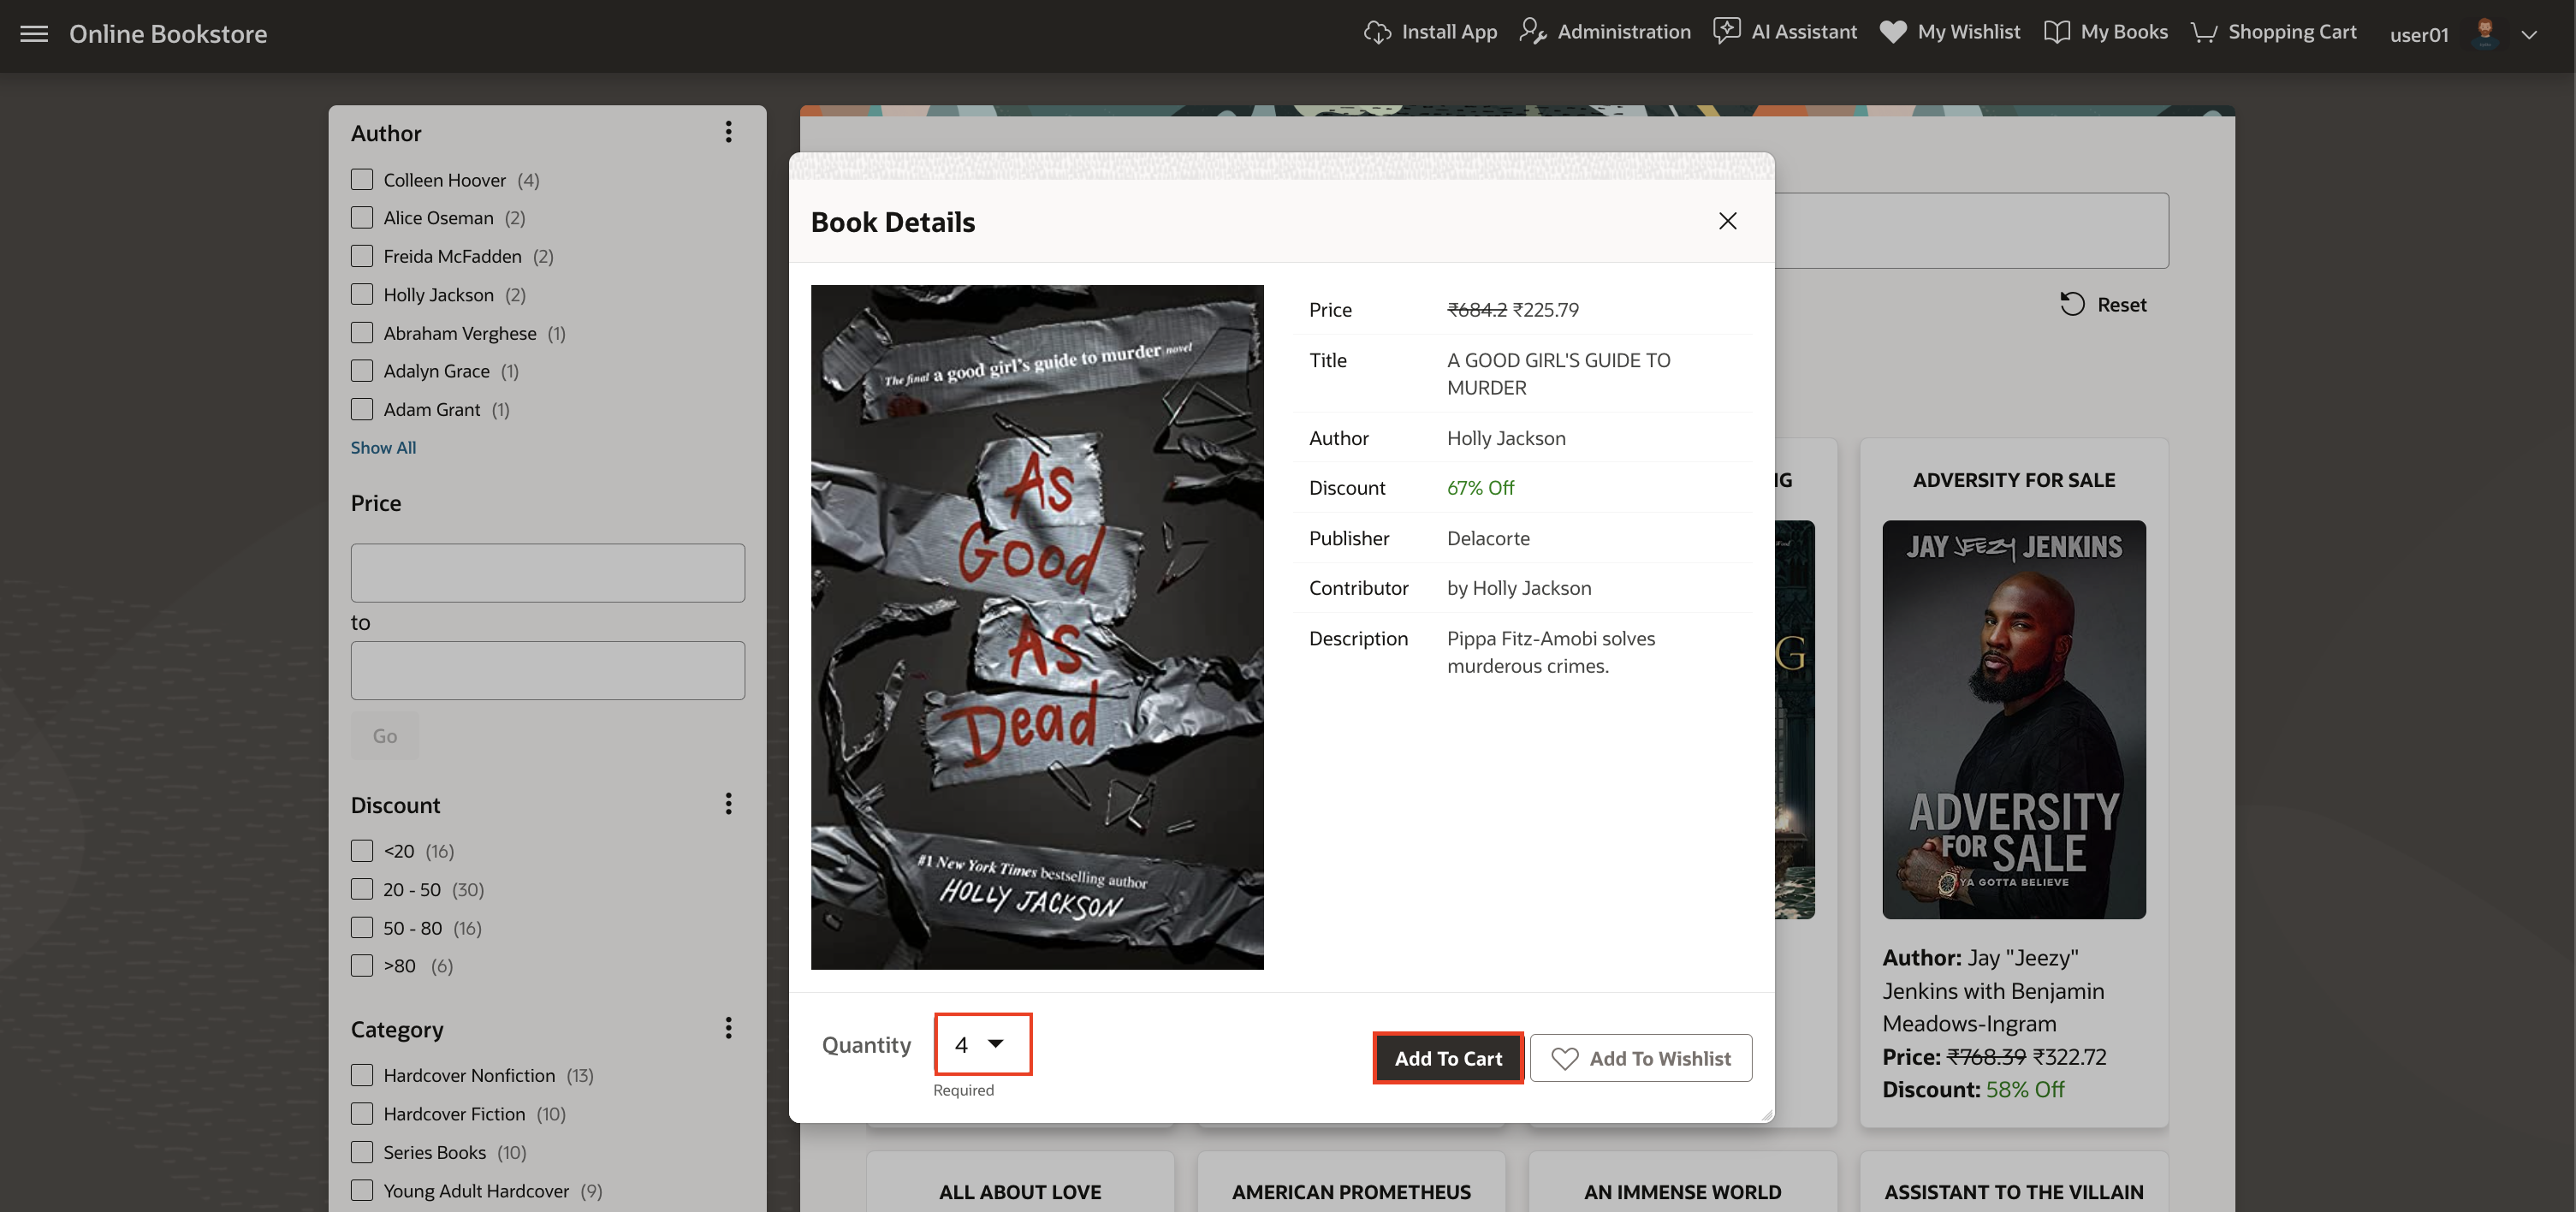 Online Bookstore
Install App
Administration
AI Assistant
My Wishlist
My Books
Shopping Cart
user01
Author
Colleen Hoover (4)
Alice Oseman (2)
Freida McFadden (2)
Holly Jackson (2)
Abraham Verghese (1)
Adalyn Grace (1)
Adam Grant (1)
Show All
Price
to
Go
Discount
<20 (16)
20 - 50 (30)
50 - 80 (16)
>80 (6)
Category
Hardcover Nonfiction (13)
Hardcover Fiction (10)
Series Books (10)
Young Adult Hardcover (9)
Book Details
The final a good girl's guide to murder novel
As
Good
As
Dead
#1 New York Times bestselling author
HOLLY JACKSON
Price ₹684.2 ₹225.79
Title A GOOD GIRL'S GUIDE TO
MURDER
Author Holly Jackson
Discount 67% Off
Publisher Delacorte
Contributor by Holly Jackson
Description Pippa Fitz-Amobi solves
murderous crimes.
Quantity 4
Required
Add To Cart
Add To Wishlist
Reset
IG
G
ADVERSITY FOR SALE
JAY JEEZY JENKINS
ADVERSITY
FOR SALE
YA GOTTA BELIEVE
Author: Jay "Jeezy"
Jenkins with Benjamin
Meadows-Ingram
Price: ₹768.39 ₹322.72
Discount: 58% Off
ALL ABOUT LOVE
AMERICAN PROMETHEUS
AN IMMENSE WORLD
ASSISTANT TO THE VILLAIN